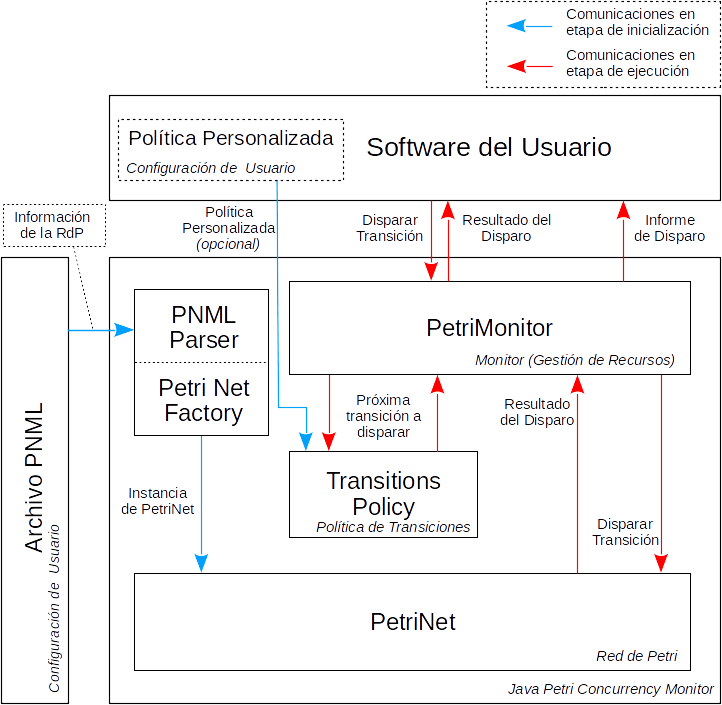 Comunicaciones en
etapa de inicialización
Comunicaciones en
etapa de ejecución
Política Personalizada
Configuración de Usuario
Software del Usuario
Información
de la RdP
Política
Personalizada
(opcional)
Disparar
Transición
Resultado del
Disparo
Informe
de Disparo
Archivo PNML
Configuración de Usuario
PNML
Parser
Petri Net
Factory
PetriMonitor
Monitor (Gestión de Recursos)
Próxima
transición a
disparar
Resultado
del Disparo
Transitions
Policy
Política de Transiciones
Instancia
de PetriNet
Disparar
Transición
PetriNet
Red de Petri
Java Petri Concurrency Monitor